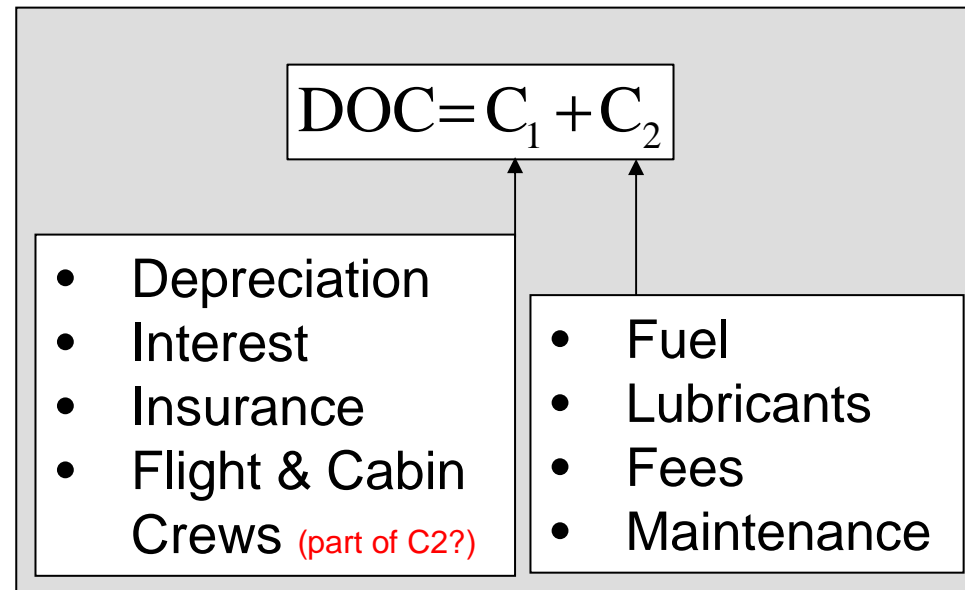 DOC=C₁+C₂
• Depreciation
• Interest
• Insurance
• Flight & Cabin
Crews (part of C2?)
• Fuel
• Lubricants
• Fees
• Maintenance